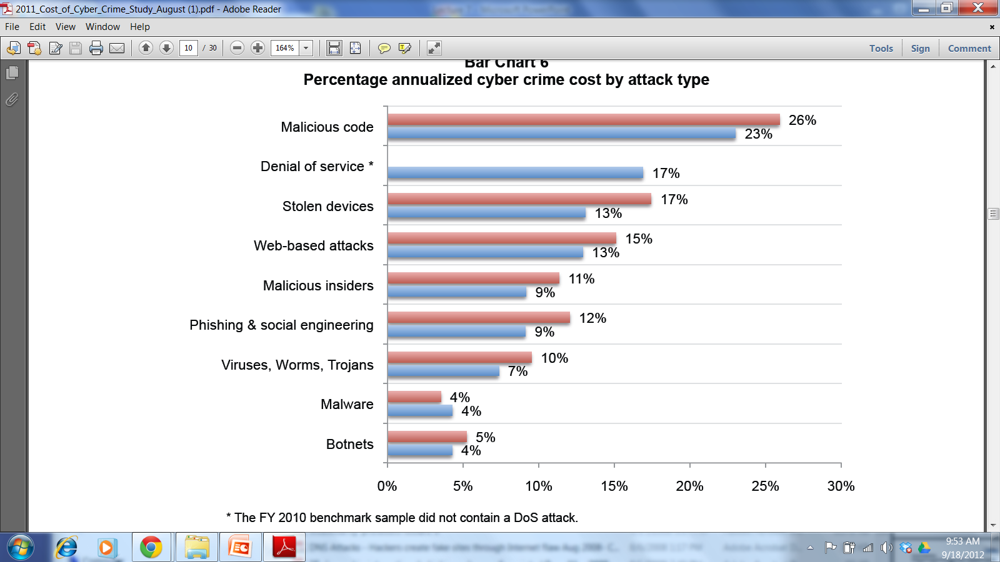 2011_Cost_of_Cyber_Crime_Study_August (1).pdf - Adobe Reader
File Edit View Window Help
10 / 30 164% Tools Sign Comment
Bar Chart 6
Percentage annualized cyber crime cost by attack type
Malicious code 26%
23%
Denial of service * 17%
Stolen devices 17%
13%
Web-based attacks 15%
13%
Malicious insiders 11%
9%
Phishing & social engineering 12%
9%
Viruses, Worms, Trojans 10%
7%
Malware 4%
4%
Botnets 5%
4%
0% 5% 10% 15% 20% 25% 30%
* The FY 2010 benchmark sample did not contain a DoS attack.
9:53 AM
9/18/2012